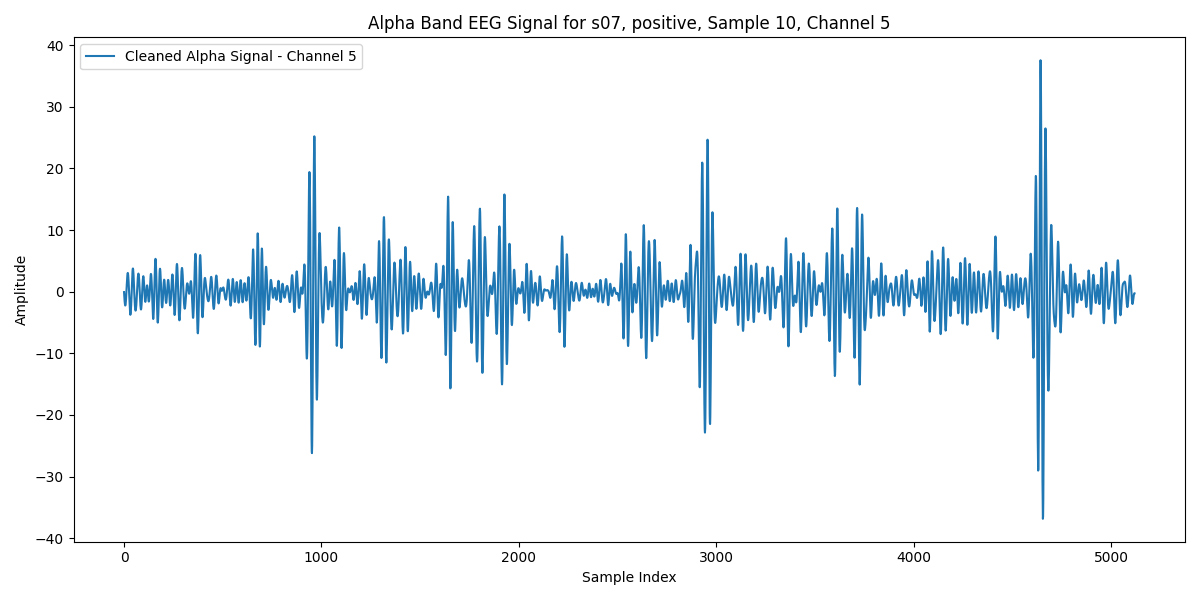 Alpha Band EEG Signal for s07, positive, Sample 10, Channel 5
Cleaned Alpha Signal - Channel 5
40
30
20
10
0
−10
−20
−30
−40
Amplitude
0 1000 2000 3000 4000 5000
Sample Index